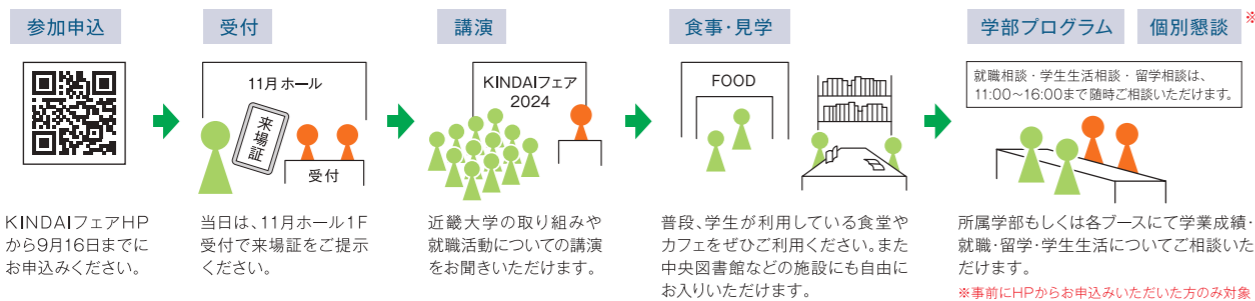 参加申込
KINDAIフェアHP
から9月16日までに
お申込みください。
受付
11月ホール
来場証
受付
当日は、11月ホール1F
受付で来場証をご提示
ください。
講演
KINDAIフェア
2024
近畿大学の取り組みや
就職活動についての講演
をお聞きいただけます。
食事・見学
FOOD
普段、学生が利用している食堂や
カフェをぜひご利用ください。また
中央図書館などの施設にも自由に
お入りいただけます。
学部プログラム
個別懇談
※
就職相談・学生生活相談・留学相談は、
11:00~16:00まで随時ご相談いただけます。
所属学部もしくは各ブースにて学業成績・
就職・留学・学生生活についてご相談いた
だけます。
※事前にHPからお申込みいただいた方のみ対象